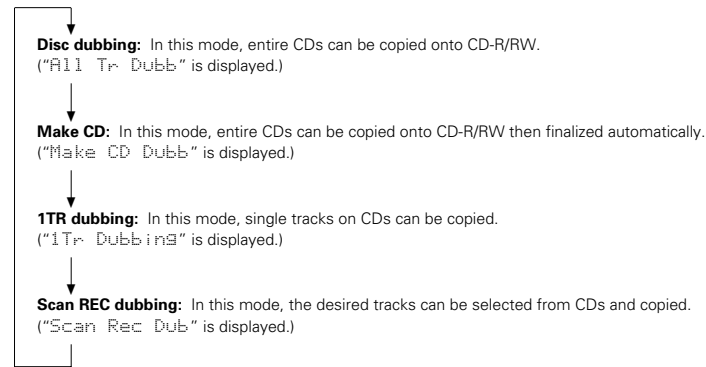 Disc dubbing: In this mode, entire CDs can be copied onto CD-R/RW.
(“All Tr Dubb” is displayed.)
Make CD: In this mode, entire CDs can be copied onto CD-R/RW then finalized automatically.
(“Make CD Dubb” is displayed.)
1TR dubbing: In this mode, single tracks on CDs can be copied.
(“1Tr Dubbing” is displayed.)
Scan REC dubbing: In this mode, the desired tracks can be selected from CDs and copied.
(“Scan Rec Dub” is displayed.)